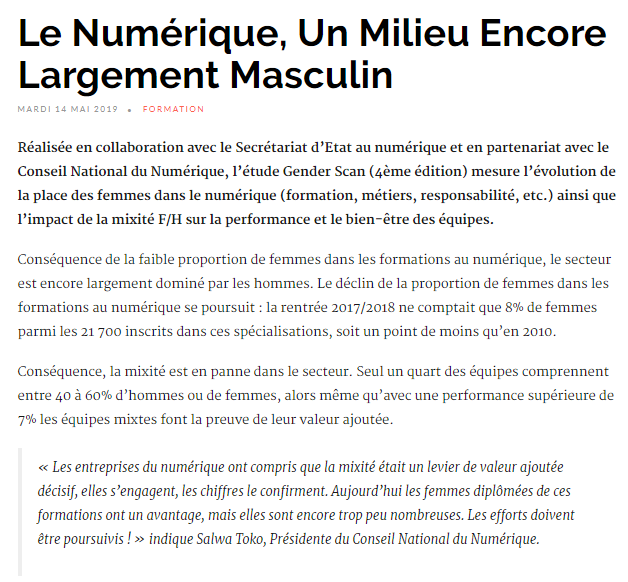 Le Numérique, Un Milieu Encore
Largement Masculin
MARDI 14 MAI 2019 • FORMATION
Réalisée en collaboration avec le Secrétariat d’Etat au numérique et en partenariat avec le
Conseil National du Numérique, l’étude Gender Scan (4ème édition) mesure l’évolution de
la place des femmes dans le numérique (formation, métiers, responsabilité, etc.) ainsi que
l’impact de la mixité F/H sur la performance et le bien-être des équipes.
Conséquence de la faible proportion de femmes dans les formations au numérique, le secteur
est encore largement dominé par les hommes. Le déclin de la proportion de femmes dans les
formations au numérique se poursuit : la rentrée 2017/2018 ne comptait que 8% de femmes
parmi les 21 700 inscrits dans ces spécialisations, soit un point de moins qu’en 2010.
Conséquence, la mixité est en panne dans le secteur. Seul un quart des équipes comprennent
entre 40 à 60% d’hommes ou de femmes, alors même qu’avec une performance supérieure de
7% les équipes mixtes font la preuve de leur valeur ajoutée.
« Les entreprises du numérique ont compris que la mixité était un levier de valeur ajoutée
décisif, elles s’engagent, les chiffres le confirment. Aujourd’hui les femmes diplômées de ces
formations ont un avantage, mais elles sont encore trop peu nombreuses. Les efforts doivent
être poursuivis ! » indique Salwa Toko, Présidente du Conseil National du Numérique.